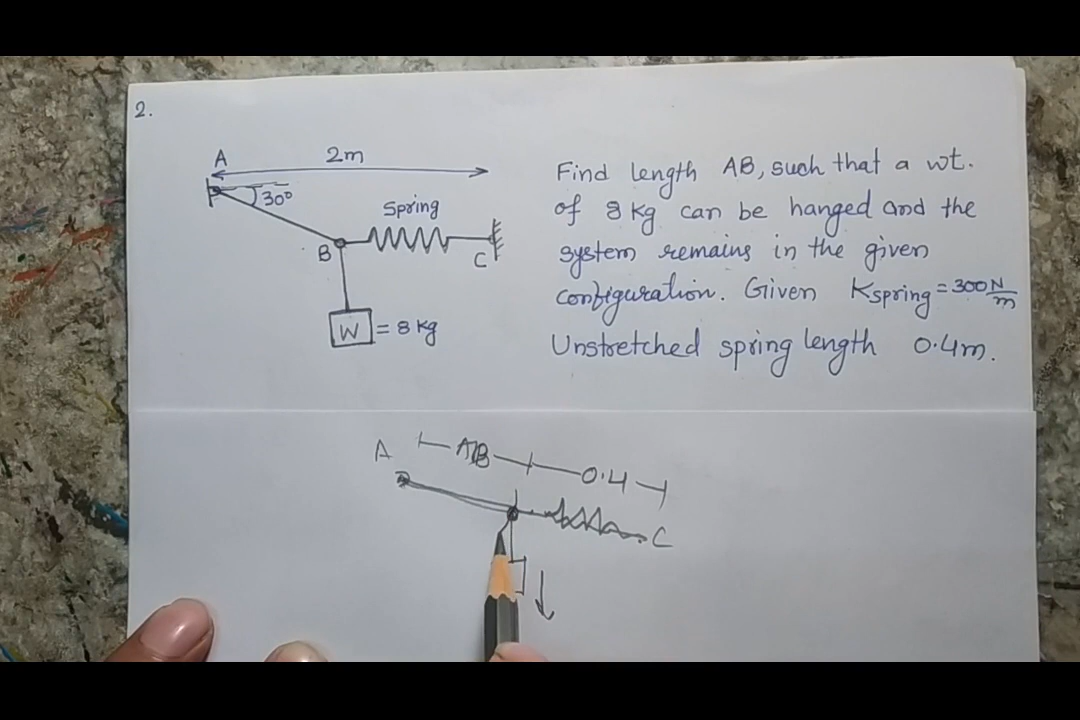 2.
A
2m
30°
Spring
B
C
W = 8 kg
Find length AB, such that a wt.
of 8 kg can be hanged and the
system remains in the given
configuration. Given Kspring = 300 N/m
Unstretched spring length 0.4m.
A
AB
0.4
C